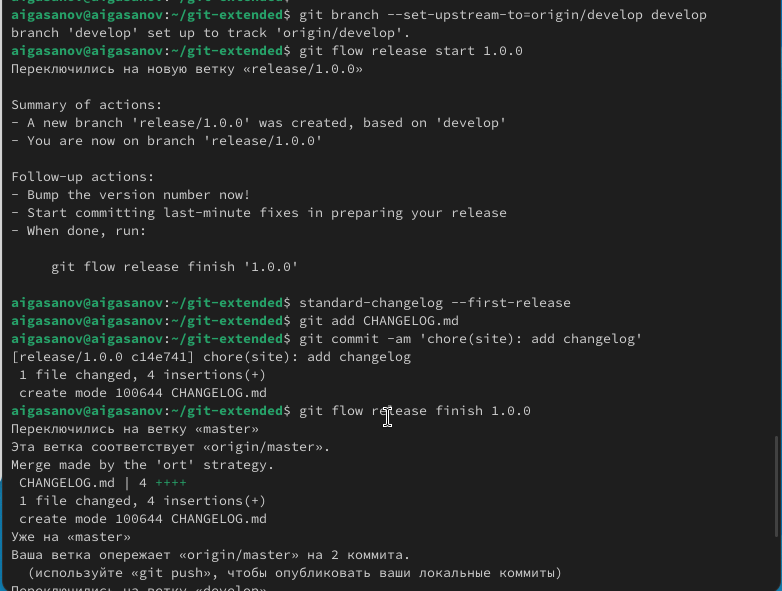 aigasanov@aigasanov:~/git-extended$ git branch --set-upstream-to=origin/develop develop
branch 'develop' set up to track 'origin/develop'.
aigasanov@aigasanov:~/git-extended$ git flow release start 1.0.0
Переключились на новую ветку «release/1.0.0»
Summary of actions:
- A new branch 'release/1.0.0' was created, based on 'develop'
- You are now on branch 'release/1.0.0'
Follow-up actions:
- Bump the version number now!
- Start committing last-minute fixes in preparing your release
- When done, run:
git flow release finish '1.0.0'
aigasanov@aigasanov:~/git-extended$ standard-changelog --first-release
aigasanov@aigasanov:~/git-extended$ git add CHANGELOG.md
aigasanov@aigasanov:~/git-extended$ git commit -am 'chore(site): add changelog'
[release/1.0.0 c14e741] chore(site): add changelog
1 file changed, 4 insertions(+)
create mode 100644 CHANGELOG.md
aigasanov@aigasanov:~/git-extended$ git flow release finish 1.0.0
Переключились на ветку «master»
Эта ветка соответствует «origin/master».
Merge made by the 'ort' strategy.
CHANGELOG.md | 4 ++++
1 file changed, 4 insertions(+)
create mode 100644 CHANGELOG.md
Уже на «master»
Ваша ветка опережает «origin/master» на 2 коммита.
(используйте «git push», чтобы опубликовать ваши локальные коммиты)
Переключились на ветку «develop»